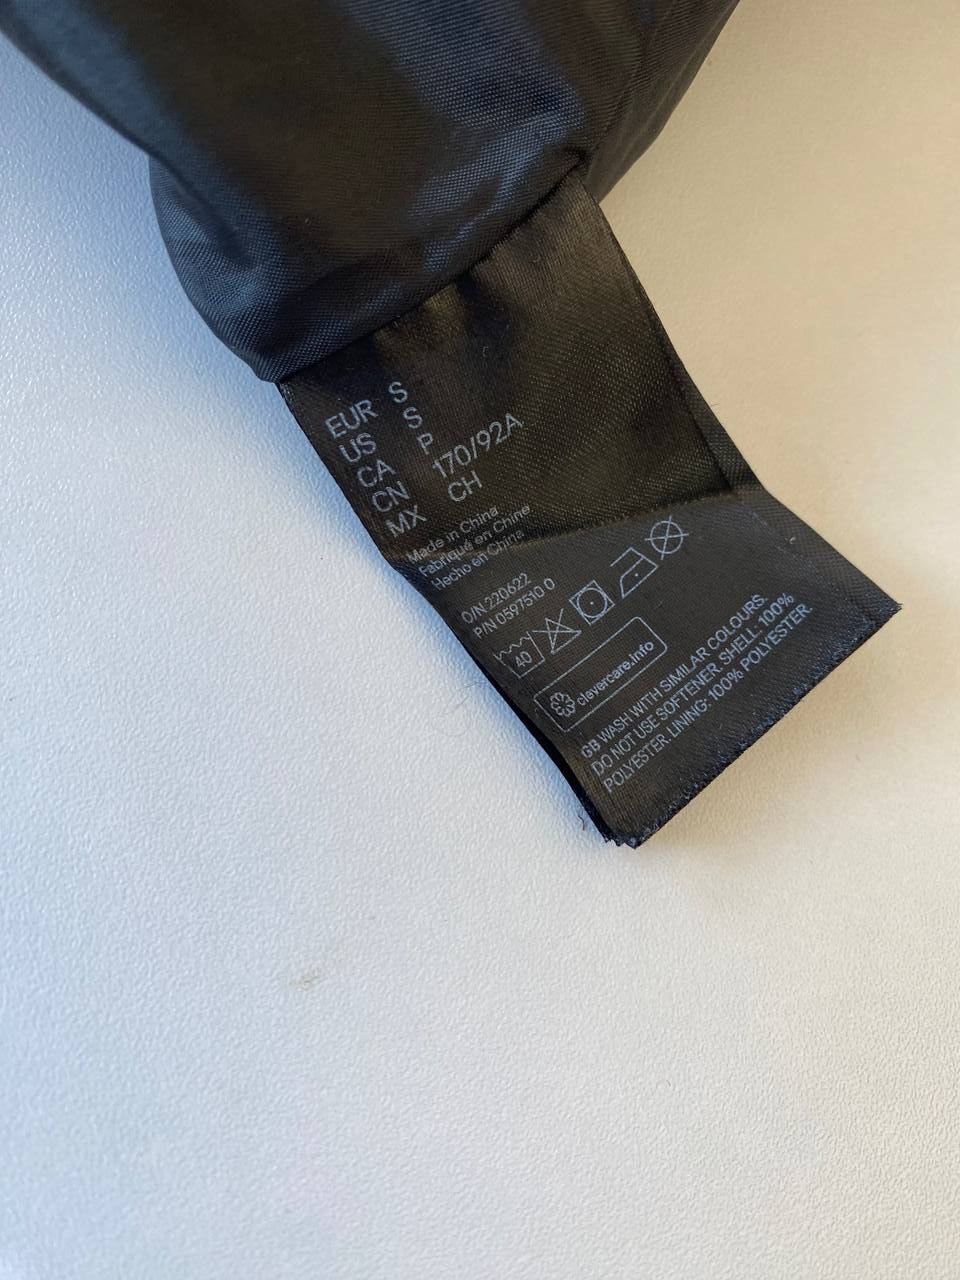 EUR S
US S
CA P
CN 170/92A
MX CH
Made in China
Fabriqué en Chine
Hecho en China
O/N 220622
P/N 0597510 0
40
clevercare.info
GB WASH WITH SIMILAR COLOURS.
DO NOT USE SOFTENER. SHELL: 100%
POLYESTER. LINING: 100% POLYESTER.